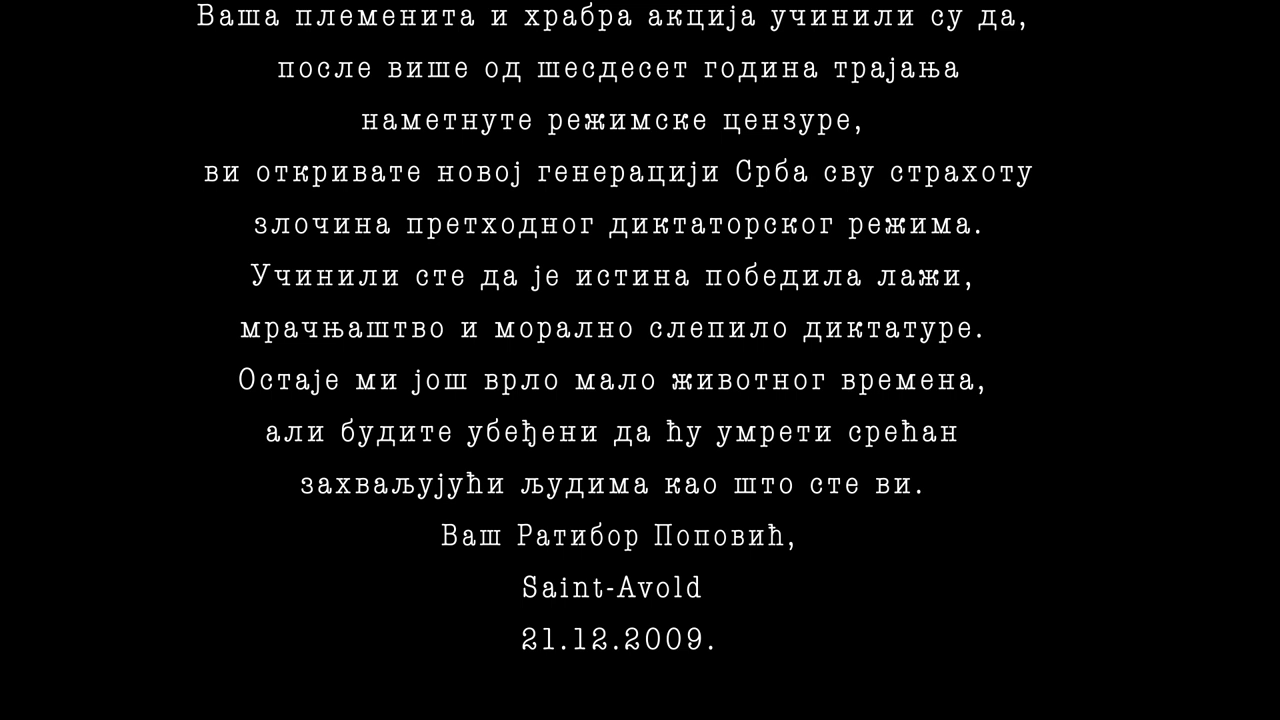 Ваша племенита и храбра акција учинили су да,
после више од шесдесет година трајања
наметнуте режимске цензуре,
ви откривате новој генерацији Срба сву страхоту
злочина претходног диктаторског режима.
Учинили сте да је истина победила лажи,
мрачњаштво и морално слепило диктатуре.
Остаје ми још врло мало животног времена,
али будите убеђени да ћу умрети срећан
захваљујући људима као што сте ви.
Ваш Ратибор Поповић,
Saint-Avold
21.12.2009.